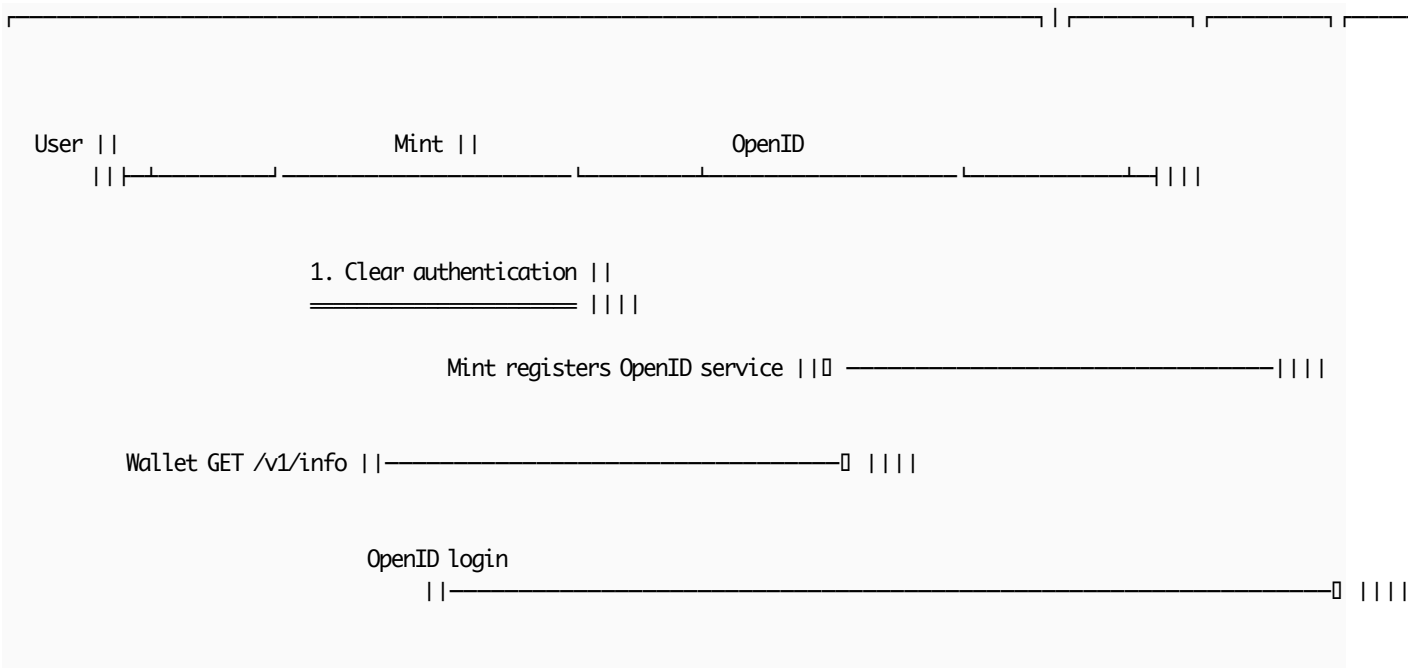 User || Mint || OpenID
1. Clear authentication ||
||||
Mint registers OpenID service || ||||
Wallet GET /v1/info || ||||
OpenID login
|| ||||